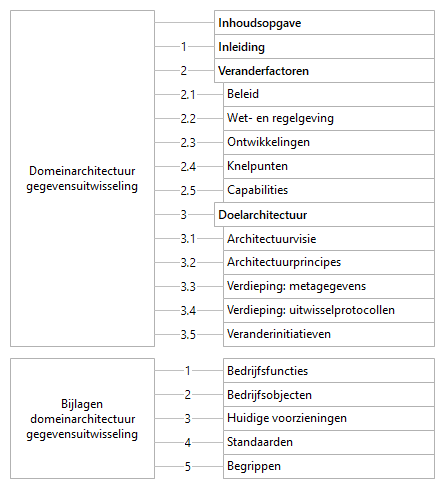 Domeinarchitectuur
gegevensuitwisseling
Inhoudsopgave
1 Inleiding
2 Veranderfactoren
2.1 Beleid
2.2 Wet- en regelgeving
2.3 Ontwikkelingen
2.4 Knelpunten
2.5 Capabilities
3 Doelarchitectuur
3.1 Architectuurvisie
3.2 Architectuurprincipes
3.3 Verdieping: metagegevens
3.4 Verdieping: uitwisselprotocollen
3.5 Veranderinitiatieven
Bijlagen
domeinarchitectuur
gegevensuitwisseling
1 Bedrijfsfuncties
2 Bedrijfsobjecten
3 Huidige voorzieningen
4 Standaarden
5 Begrippen